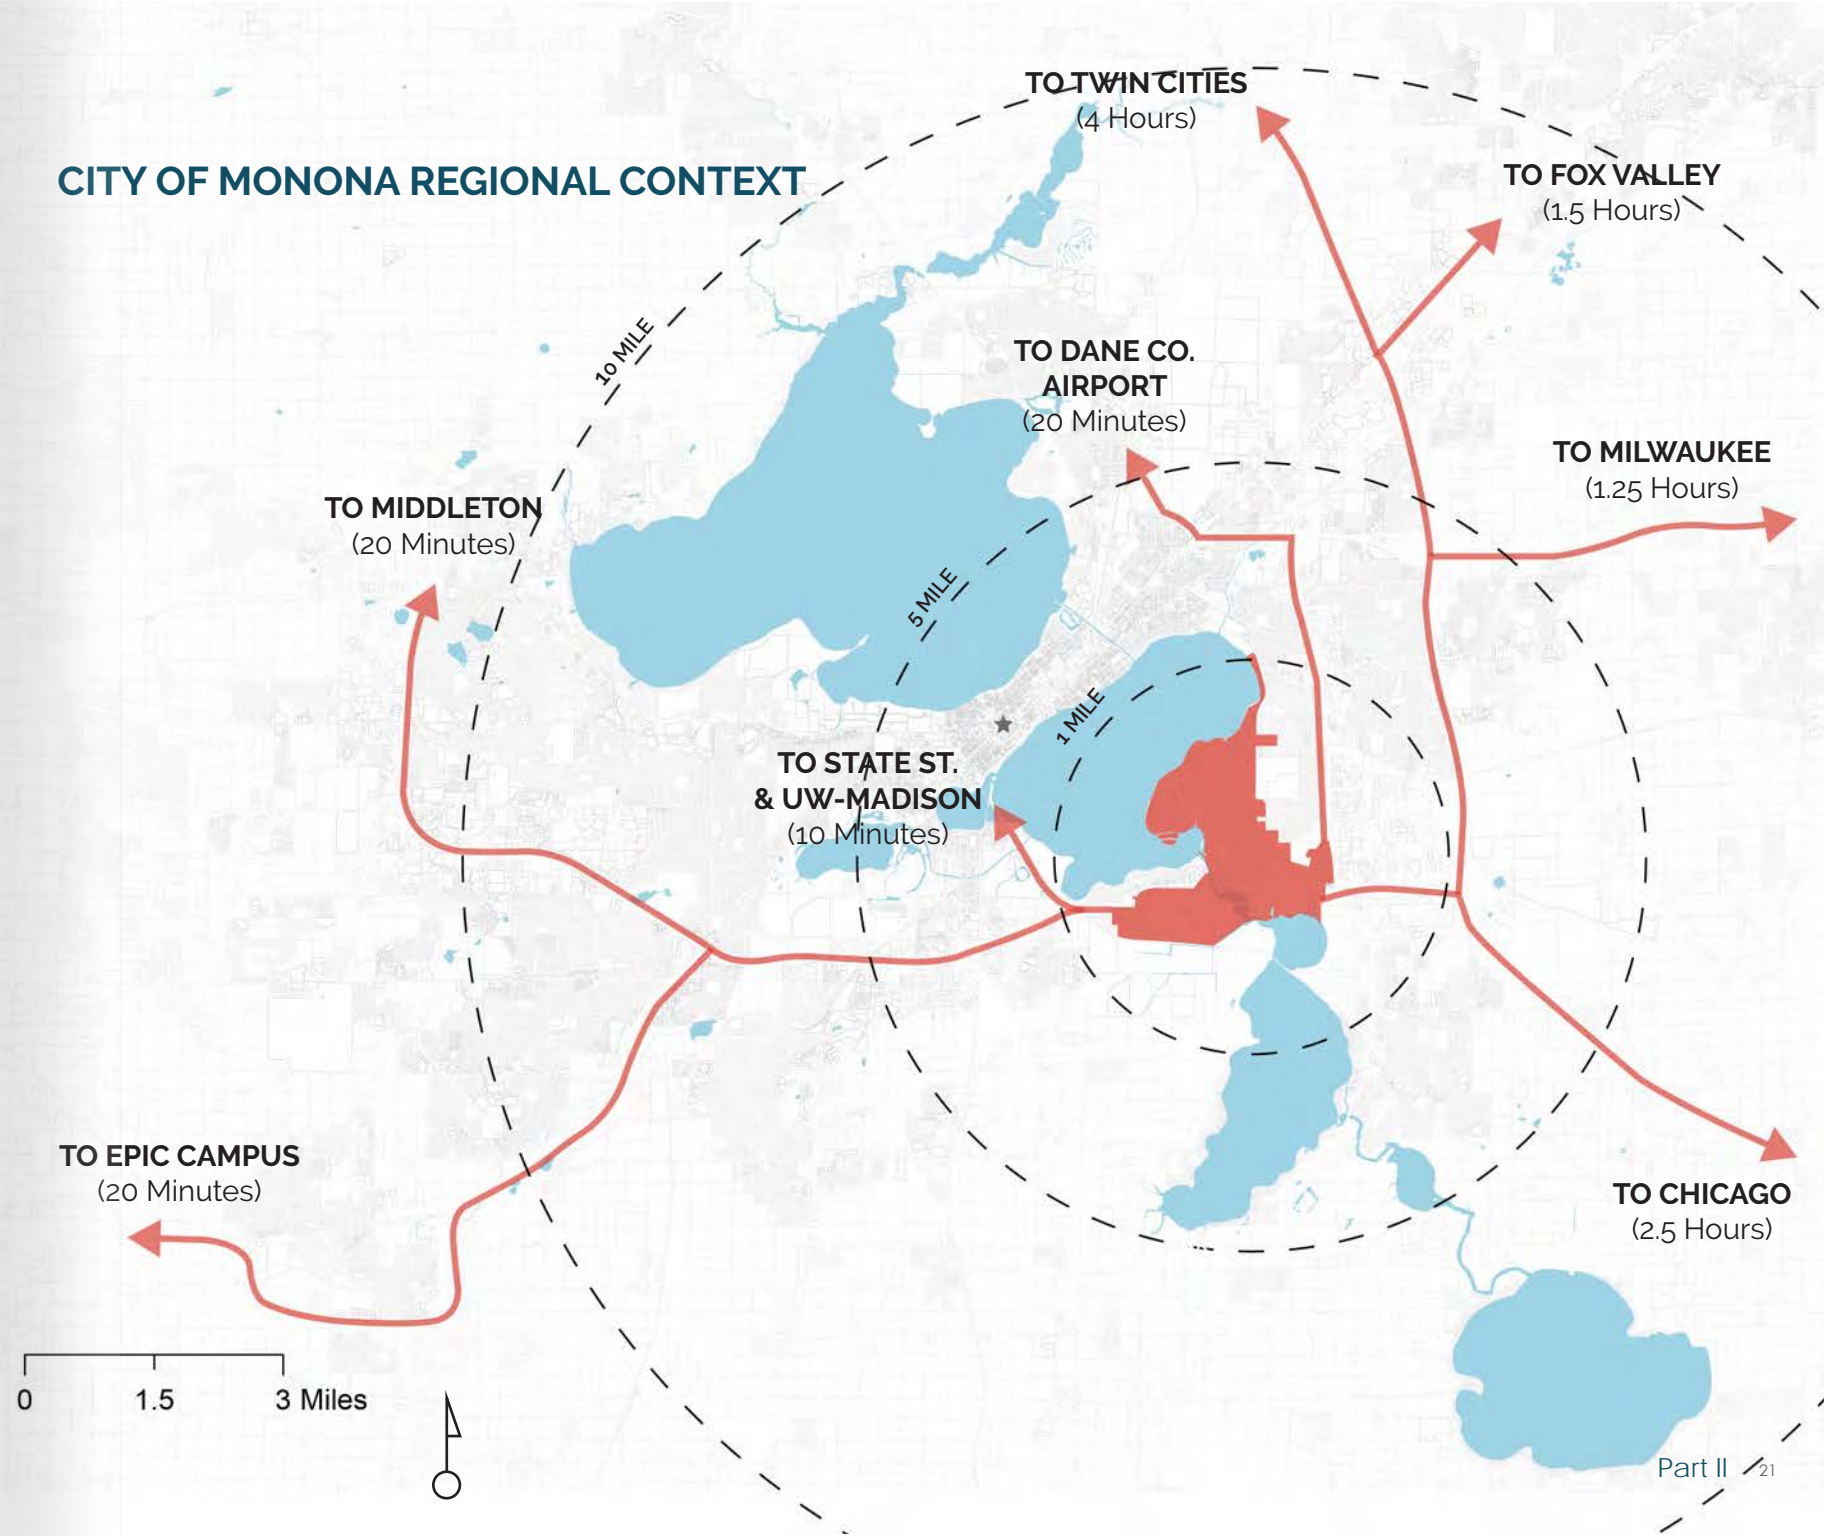 TO TWIN CITIES
(4 Hours)
CITY OF MONONA REGIONAL CONTEXT
TO FOX VALLEY
(1.5 Hours)
10 MILE
TO DANE CO.
AIRPORT
(20 Minutes)
TO MILWAUKEE
(1.25 Hours)
TO MIDDLETON
(20 Minutes)
5 MILE
1 MILE
TO STATE ST.
& UW-MADISON
(10 Minutes)
TO EPIC CAMPUS
(20 Minutes)
TO CHICAGO
(2.5 Hours)
0 1.5 3 Miles
Part II 21